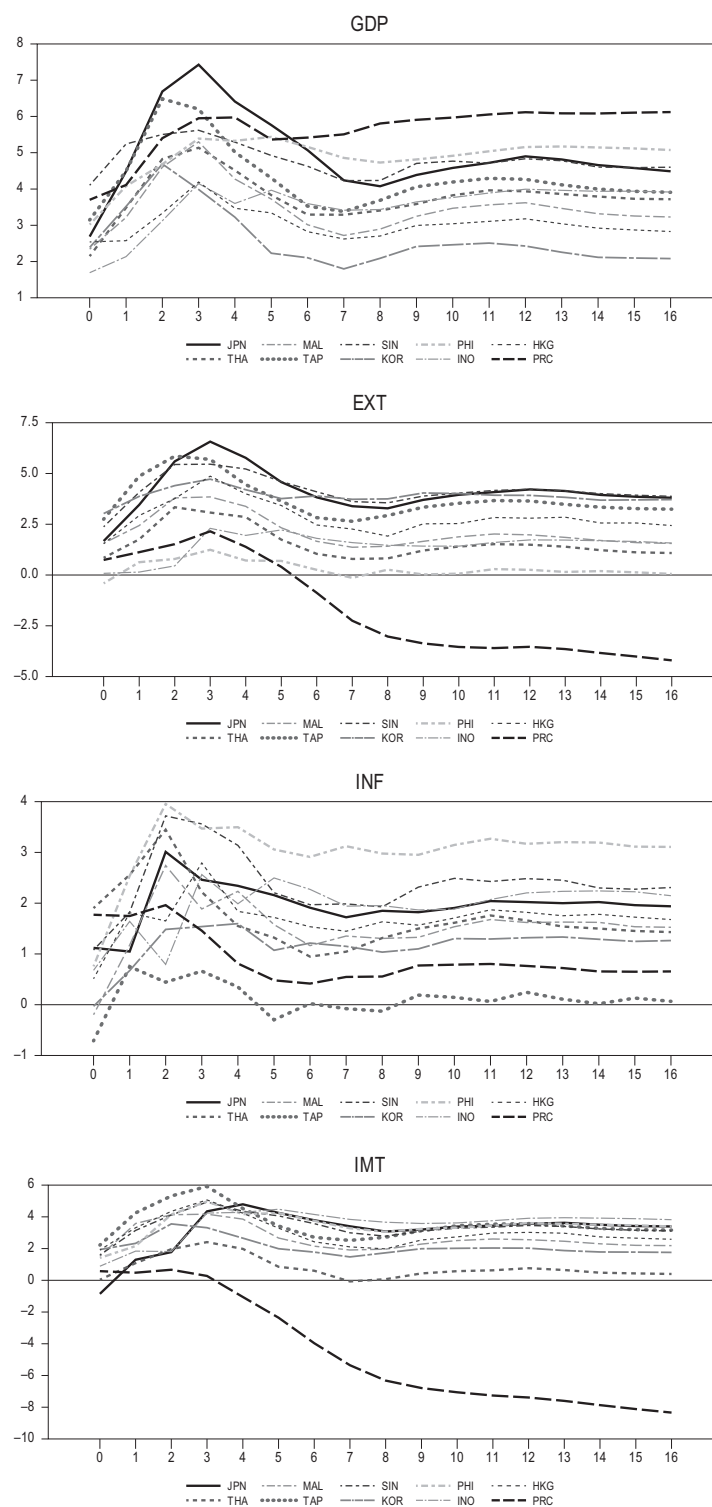 GDP
8
7
6
5
4
3
2
1
0 1 2 3 4 5 6 7 8 9 10 11 12 13 14 15 16
JPN MAL SIN PHI HKG
THA TAP KOR INO PRC
EXT
7.5
5.0
2.5
0.0
–2.5
–5.0
0 1 2 3 4 5 6 7 8 9 10 11 12 13 14 15 16
JPN MAL SIN PHI HKG
THA TAP KOR INO PRC
INF
4
3
2
1
0
–1
0 1 2 3 4 5 6 7 8 9 10 11 12 13 14 15 16
JPN MAL SIN PHI HKG
THA TAP KOR INO PRC
IMT
6
4
2
0
–2
–4
–6
–8
–10
0 1 2 3 4 5 6 7 8 9 10 11 12 13 14 15 16
JPN MAL SIN PHI HKG
THA TAP KOR INO PRC